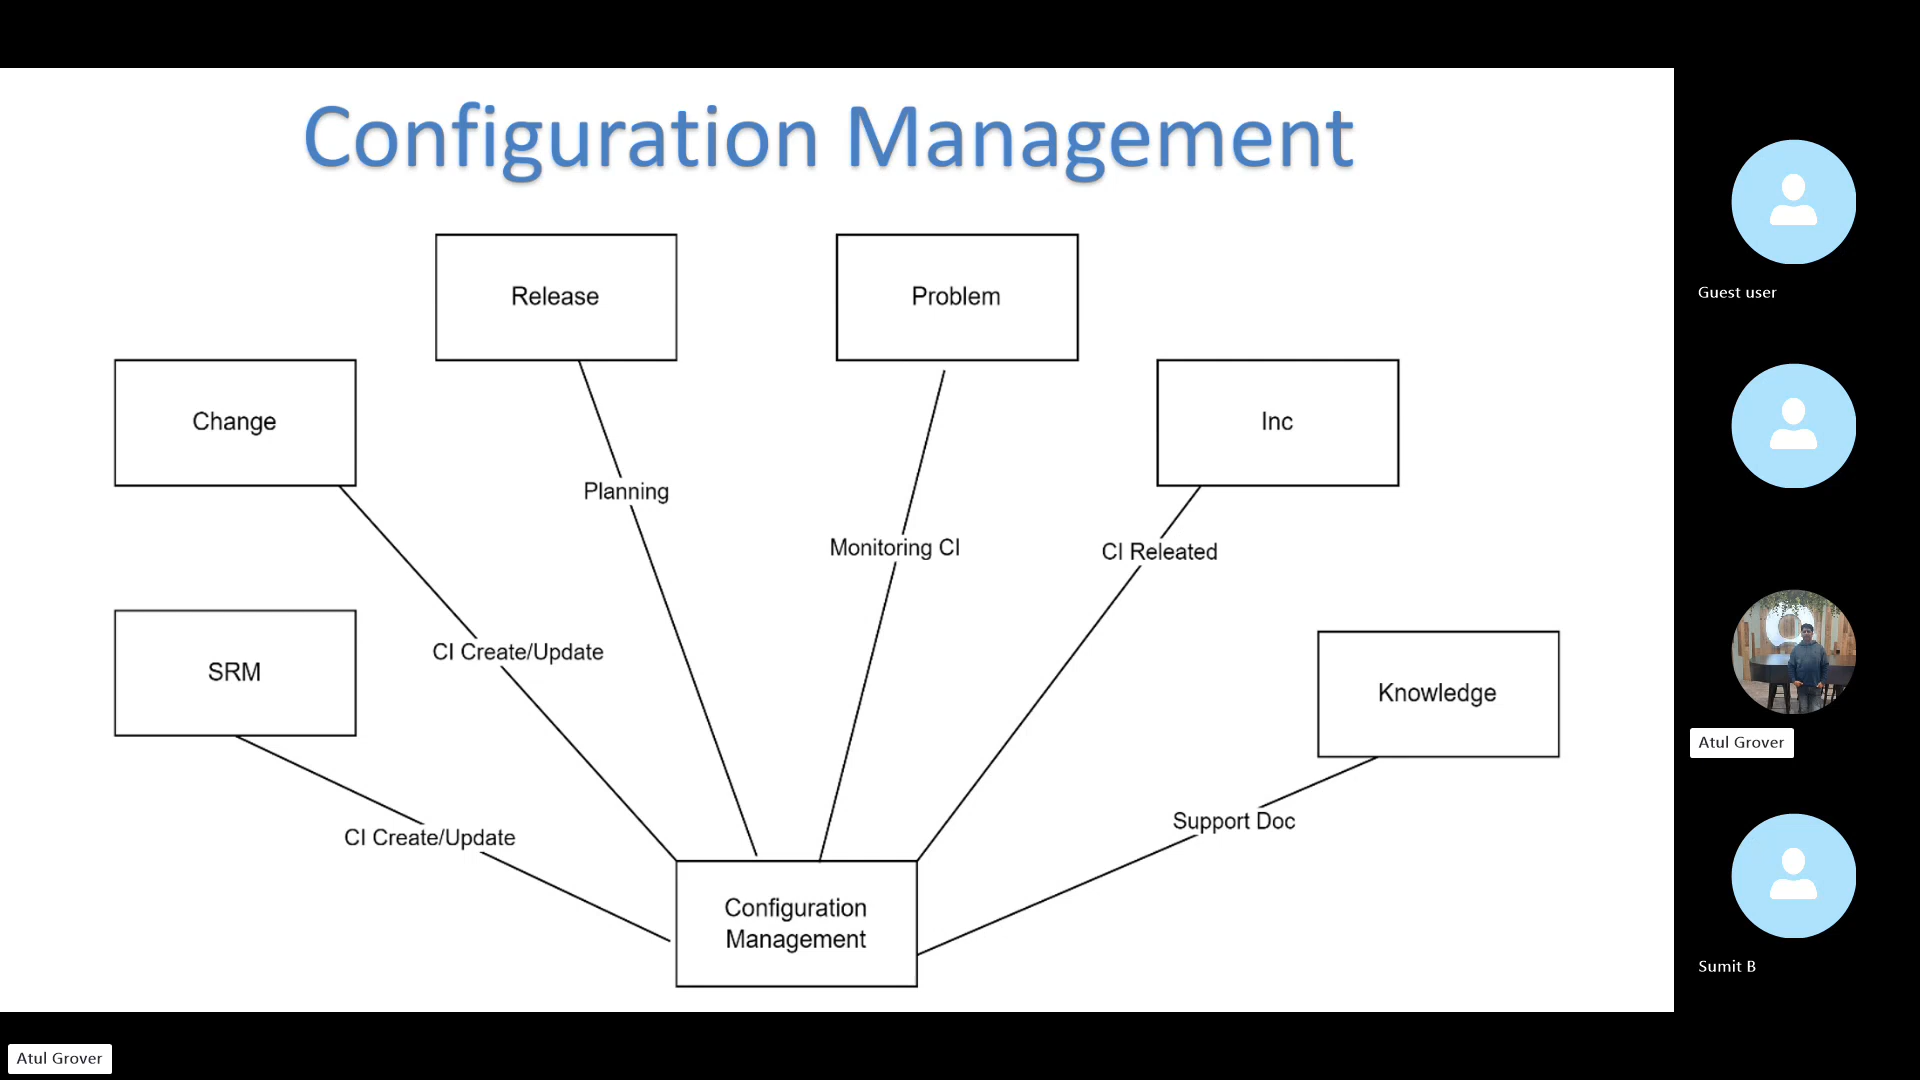 Configuration Management
Release
Problem
Change
Inc
Planning
Monitoring CI
CI Releated
CI Create/Update
SRM
Knowledge
CI Create/Update
Support Doc
Configuration
Management
Guest user
Atul Grover
Sumit B
Atul Grover